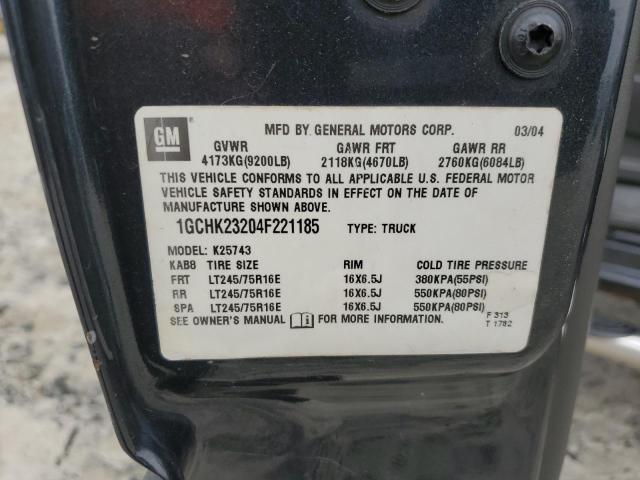 GM MFD BY GENERAL MOTORS CORP. 03/04
GVWR GAWR FRT GAWR RR
4173KG(9200LB) 2118KG(4670LB) 2760KG(6084LB)
THIS VEHICLE CONFORMS TO ALL APPLICABLE U.S. FEDERAL MOTOR
VEHICLE SAFETY STANDARDS IN EFFECT ON THE DATE OF
MANUFACTURE SHOWN ABOVE.
1GCHK23204F221185 TYPE: TRUCK
MODEL: K25743
KAB8 TIRE SIZE RIM COLD TIRE PRESSURE
FRT LT245/75R16E 16X6.5J 380KPA(55PSI)
RR LT245/75R16E 16X6.5J 550KPA(80PSI)
SPA LT245/75R16E 16X6.5J 550KPA(80PSI)
SEE OWNER'S MANUAL FOR MORE INFORMATION.
F 313
T 1782